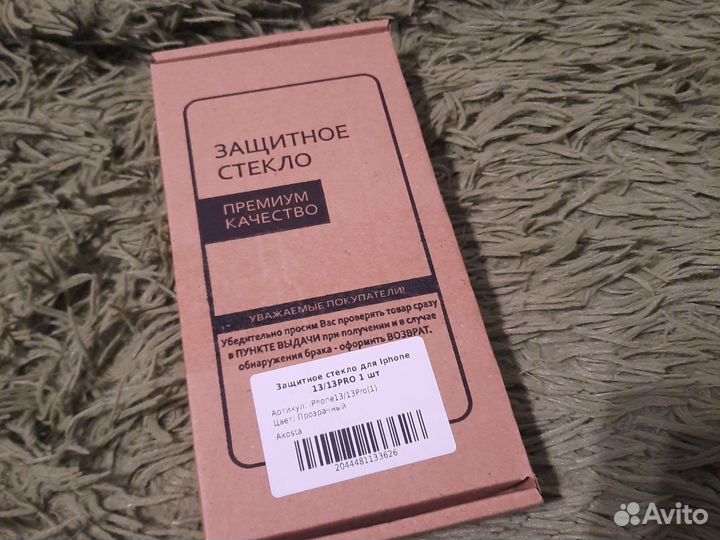 ЗАЩИТНОЕ
СТЕКЛО
ПРЕМИУМ
КАЧЕСТВО
УВАЖАЕМЫЕ ПОКУПАТЕЛИ!
Убедительно просим Вас проверять товар сразу
в ПУНКТЕ ВЫДАЧИ при получении и в случае
обнаружения брака - оформить ВОЗВРАТ.
Защитное стекло для Iphone
13/13PRO 1 шт
Артикул: iPhone13/13Pro(1)
Цвет: Прозрачный
Akosta
2044481133626
Avito